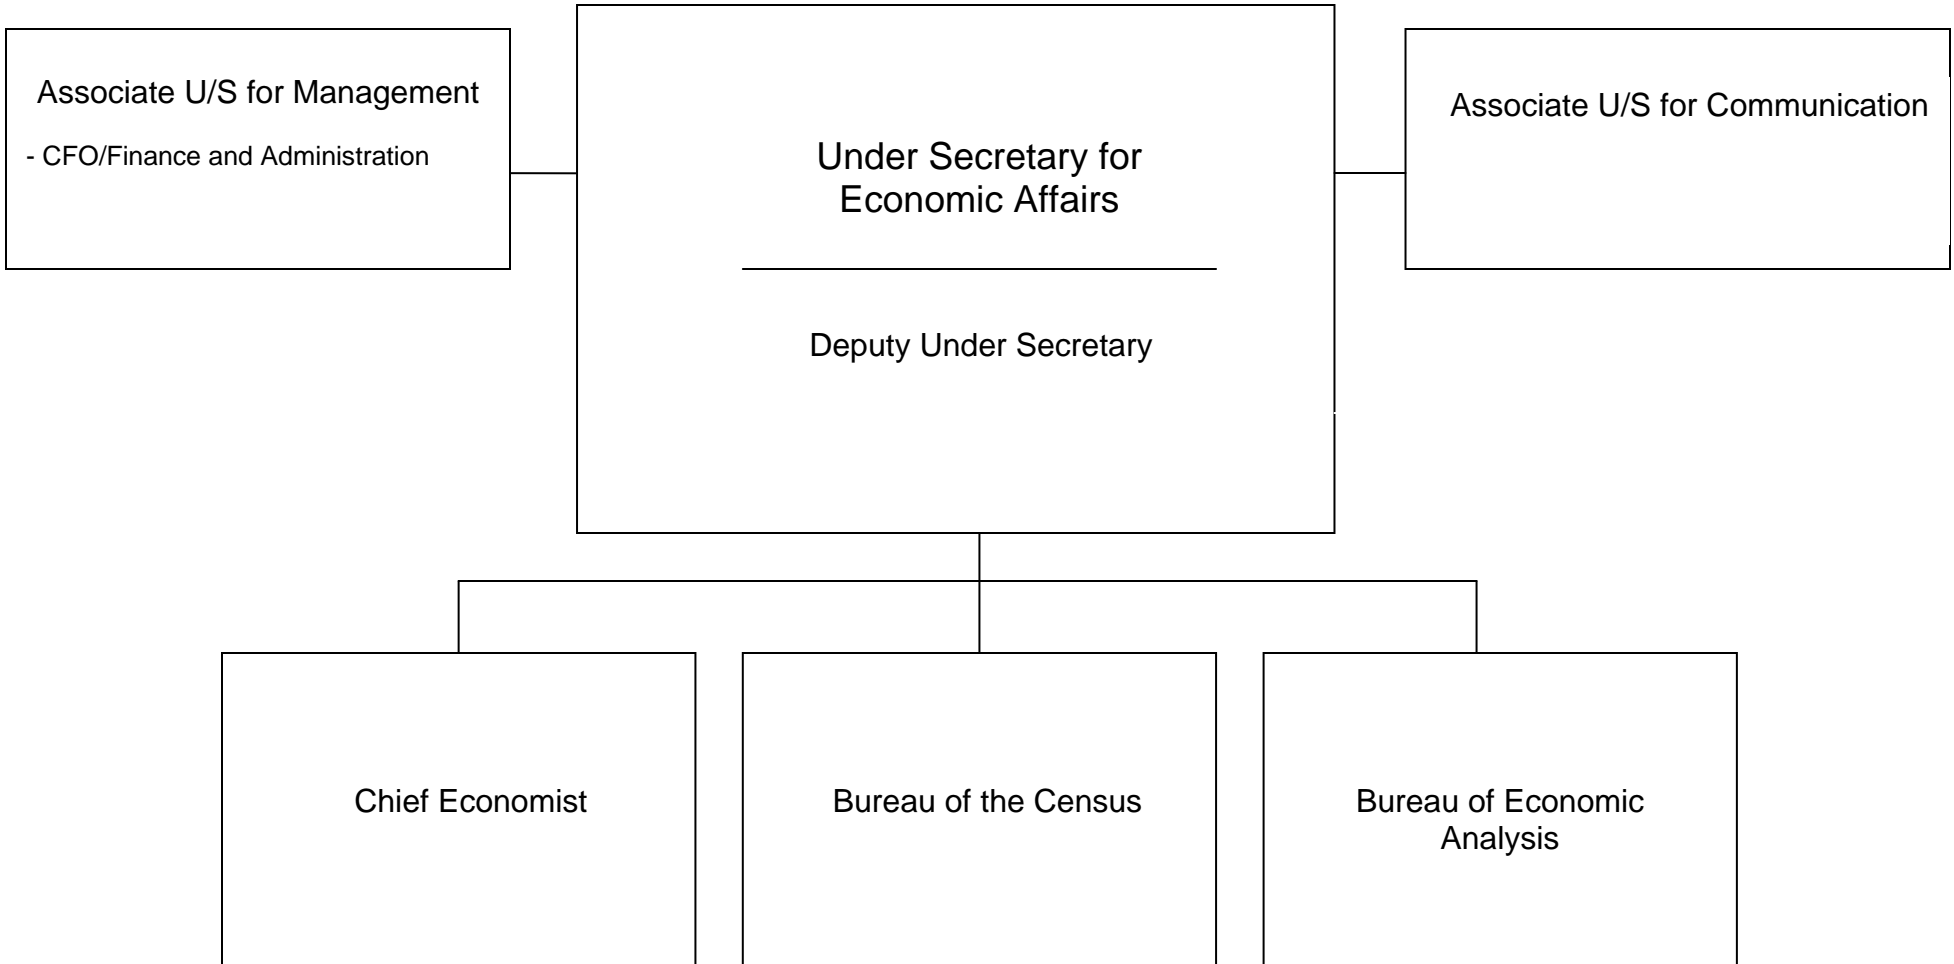 Associate U/S for Management
- CFO/Finance and Administration
Under Secretary for
Economic Affairs
Deputy Under Secretary
Associate U/S for Communication
Chief Economist
Bureau of the Census
Bureau of Economic
Analysis